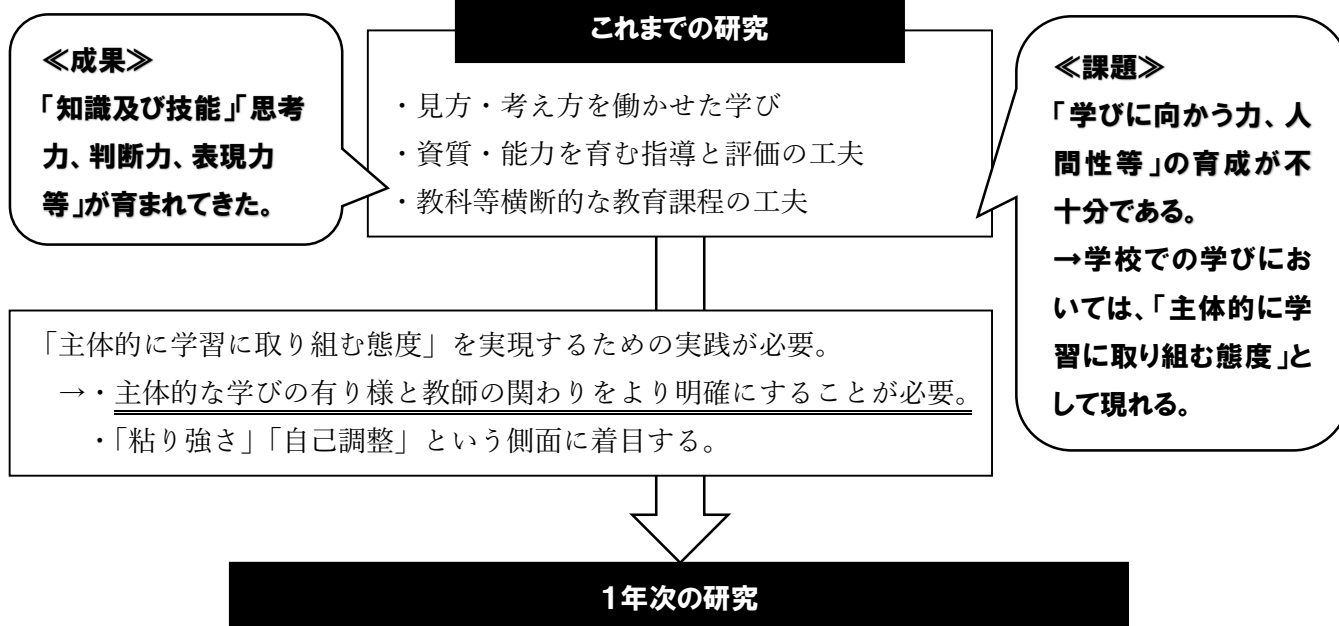 これまでの研究
≪成果≫
「知識及び技能」「思考
力、判断力、表現力
等」が育まれてきた。
・見方・考え方を働かせた学び
・資質・能力を育む指導と評価の工夫
・教科等横断的な教育課程の工夫
≪課題≫
「学びに向かう力、人
間性等」の育成が不
十分である。
→学校での学びにお
いては、「主体的に学
習に取り組む態度」と
して現れる。
「主体的に学習に取り組む態度」を実現するための実践が必要。
→・主体的な学びの有り様と教師の関わりをより明確にすることが必要。
・「粘り強さ」「自己調整」という側面に着目する。
1年次の研究